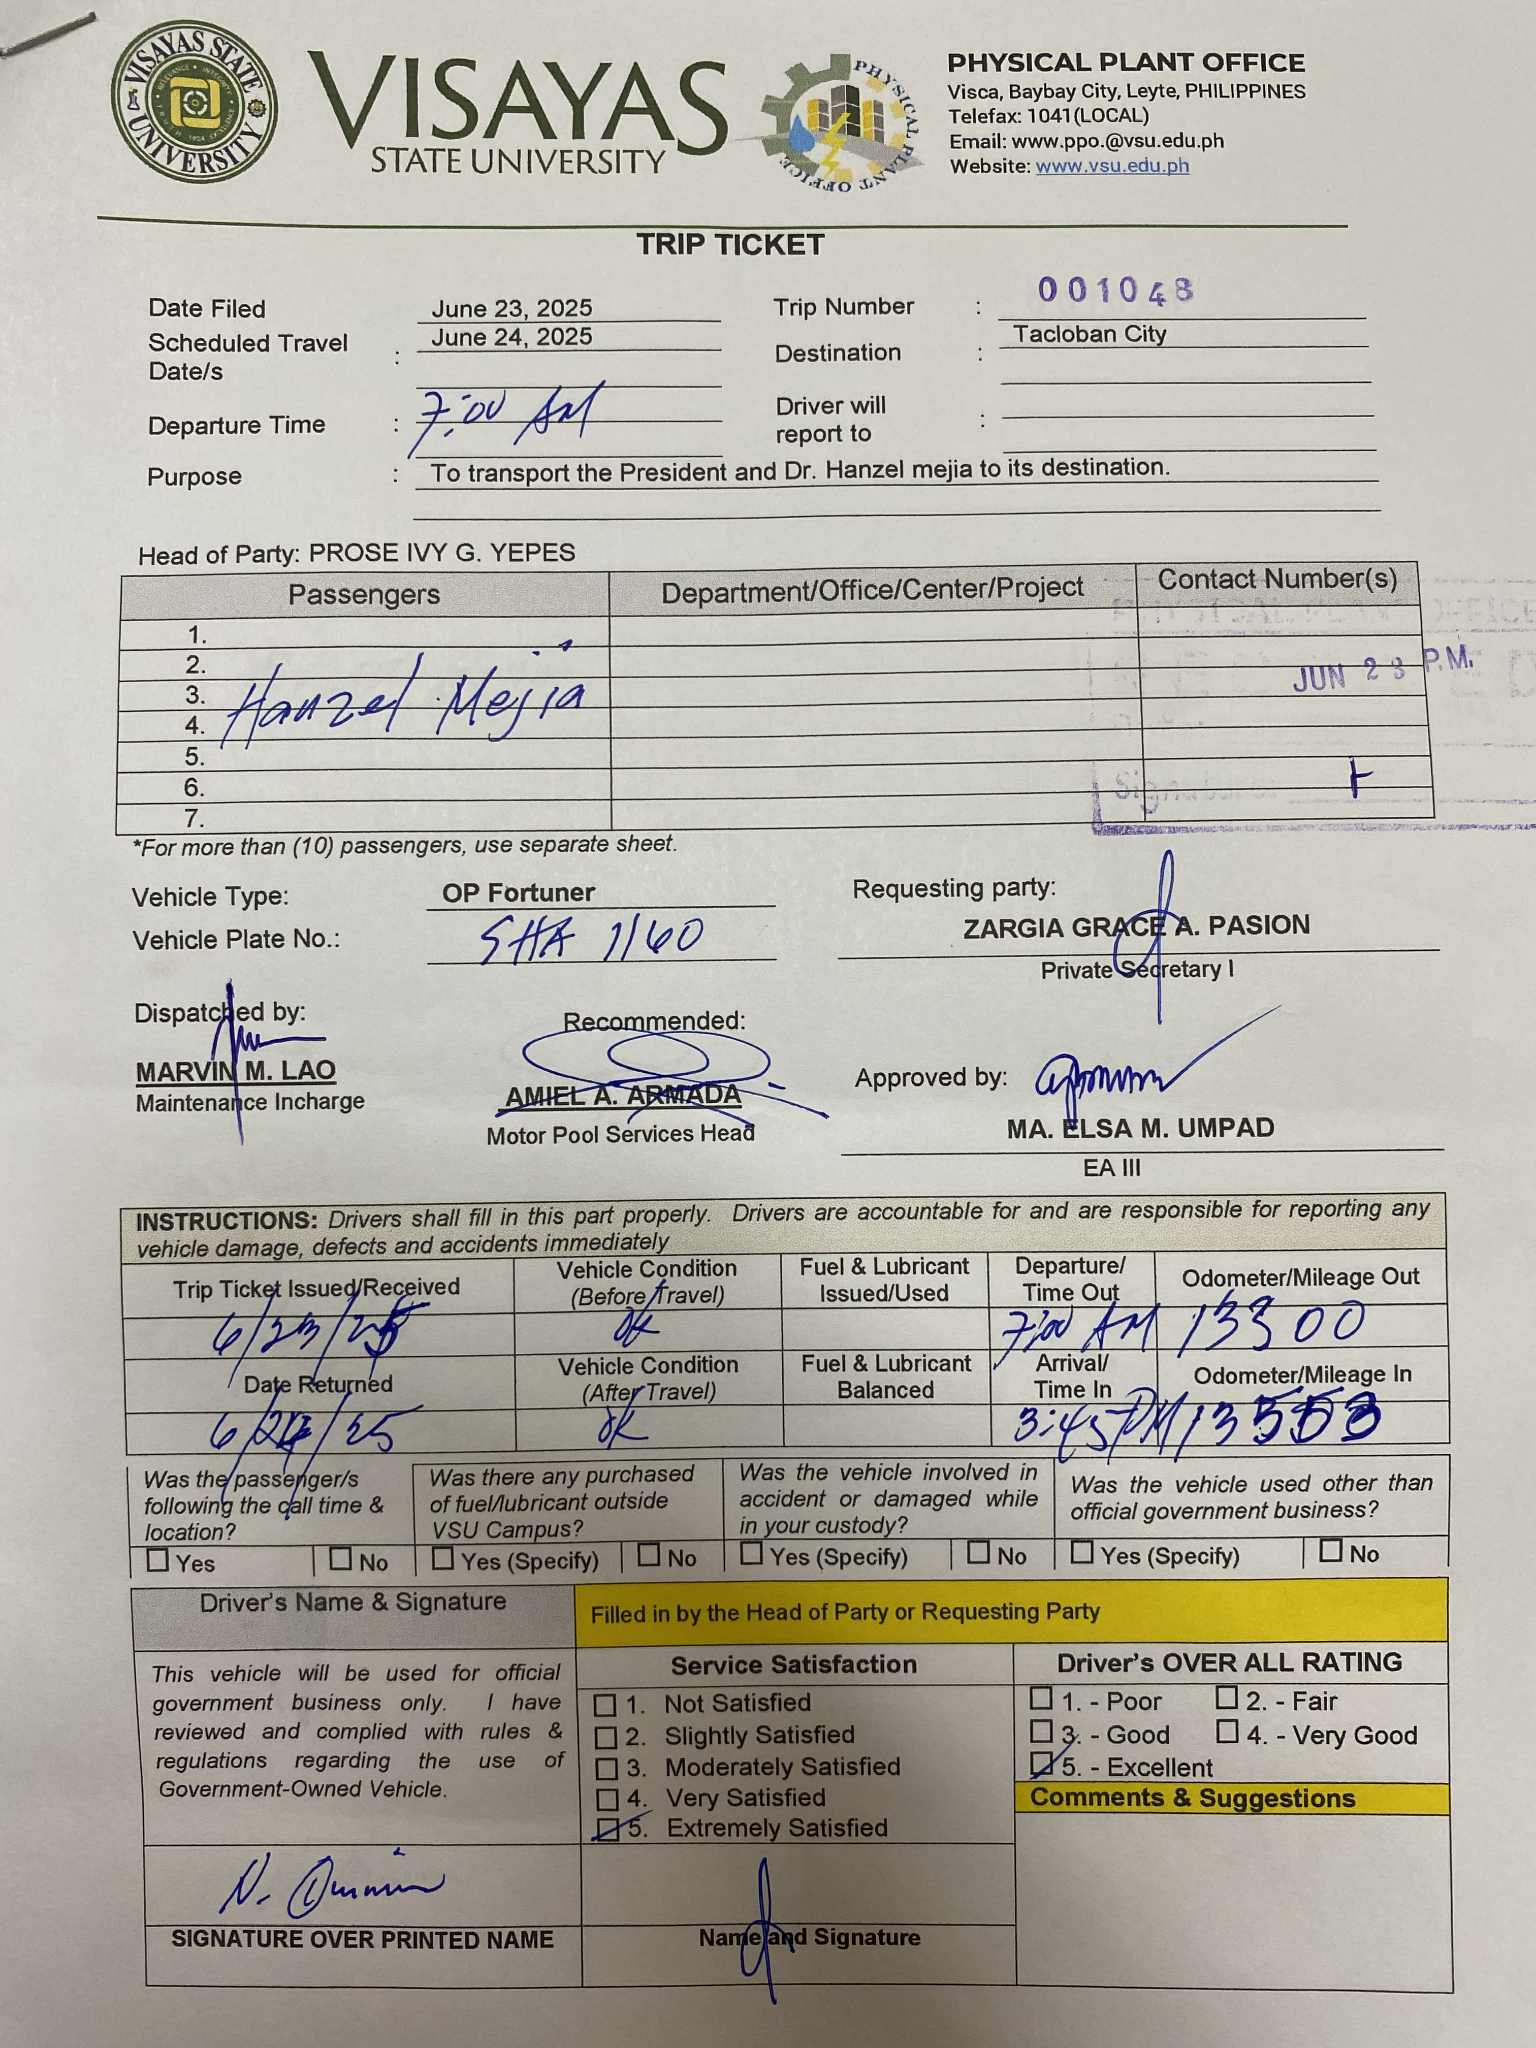 VISAYAS STATE UNIVERSITY
VISAYAS
STATE UNIVERSITY
PHYSICAL PLANT OFFICE
PHYSICAL PLANT OFFICE
Visca, Baybay City, Leyte, PHILIPPINES
Telefax: 1041(LOCAL)
Email: www.ppo.@vsu.edu.ph
Website: www.vsu.edu.ph
TRIP TICKET
Date Filed June 23, 2025 Trip Number : 001048
Scheduled Travel Date/s : June 24, 2025 Destination : Tacloban City
Departure Time : 7:00 AM Driver will report to :
Purpose : To transport the President and Dr. Hanzel mejia to its destination.
Head of Party: PROSE IVY G. YEPES
Passengers Department/Office/Center/Project Contact Number(s)
1.
2.
3. Hanzel Mejia
4.
5.
6.
7.
JUN 23 P.M.
*For more than (10) passengers, use separate sheet.
Vehicle Type: OP Fortuner Requesting party:
Vehicle Plate No.: SHA 1160 ZARGIA GRACE A. PASION
Private Secretary I
Dispatched by: Recommended:
MARVIN M. LAO AMIEL A. ARMADA Approved by:
Maintenance Incharge Motor Pool Services Head MA. ELSA M. UMPAD
EA III
INSTRUCTIONS: Drivers shall fill in this part properly. Drivers are accountable for and are responsible for reporting any
vehicle damage, defects and accidents immediately
Trip Ticket Issued/Received Vehicle Condition (Before Travel) Fuel & Lubricant Issued/Used Departure/ Time Out Odometer/Mileage Out
6/23/25 OK 7:00 AM 13300
Date Returned Vehicle Condition (After Travel) Fuel & Lubricant Balanced Arrival/ Time In Odometer/Mileage In
6/24/25 OK 3:45 PM 13553
Was the passenger/s following the call time & location?
Was there any purchased of fuel/lubricant outside VSU Campus?
Was the vehicle involved in accident or damaged while in your custody?
Was the vehicle used other than official government business?
Yes No Yes (Specify) No Yes (Specify) No Yes (Specify) No
Driver's Name & Signature Filled in by the Head of Party or Requesting Party
This vehicle will be used for official
government business only. I have
reviewed and complied with rules &
regulations regarding the use of
Government-Owned Vehicle.
Service Satisfaction
1. Not Satisfied
2. Slightly Satisfied
3. Moderately Satisfied
4. Very Satisfied
5. Extremely Satisfied
Driver's OVER ALL RATING
1. - Poor 2. - Fair
3. - Good 4. - Very Good
5. - Excellent
Comments & Suggestions
SIGNATURE OVER PRINTED NAME Name and Signature